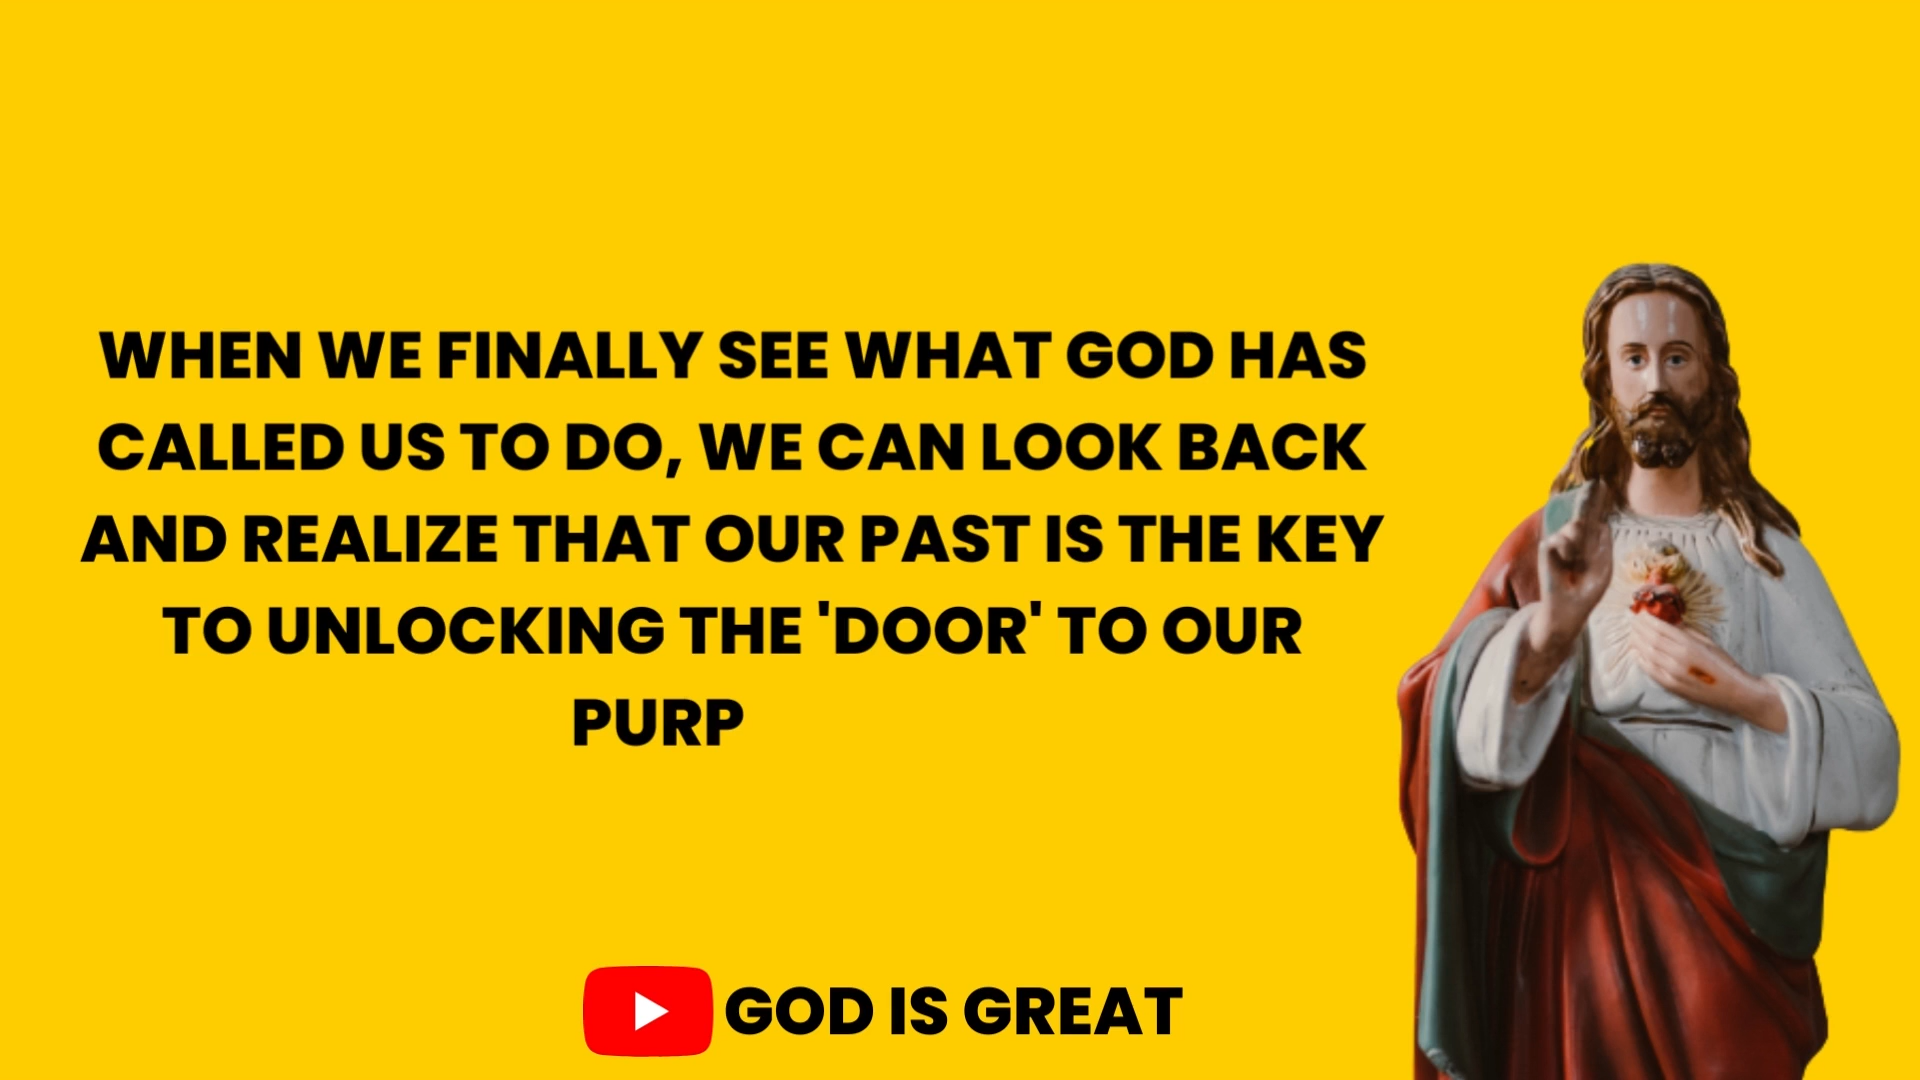 WHEN WE FINALLY SEE WHAT GOD HAS
CALLED US TO DO, WE CAN LOOK BACK
AND REALIZE THAT OUR PAST IS THE KEY
TO UNLOCKING THE 'DOOR' TO OUR
PURP
GOD IS GREAT